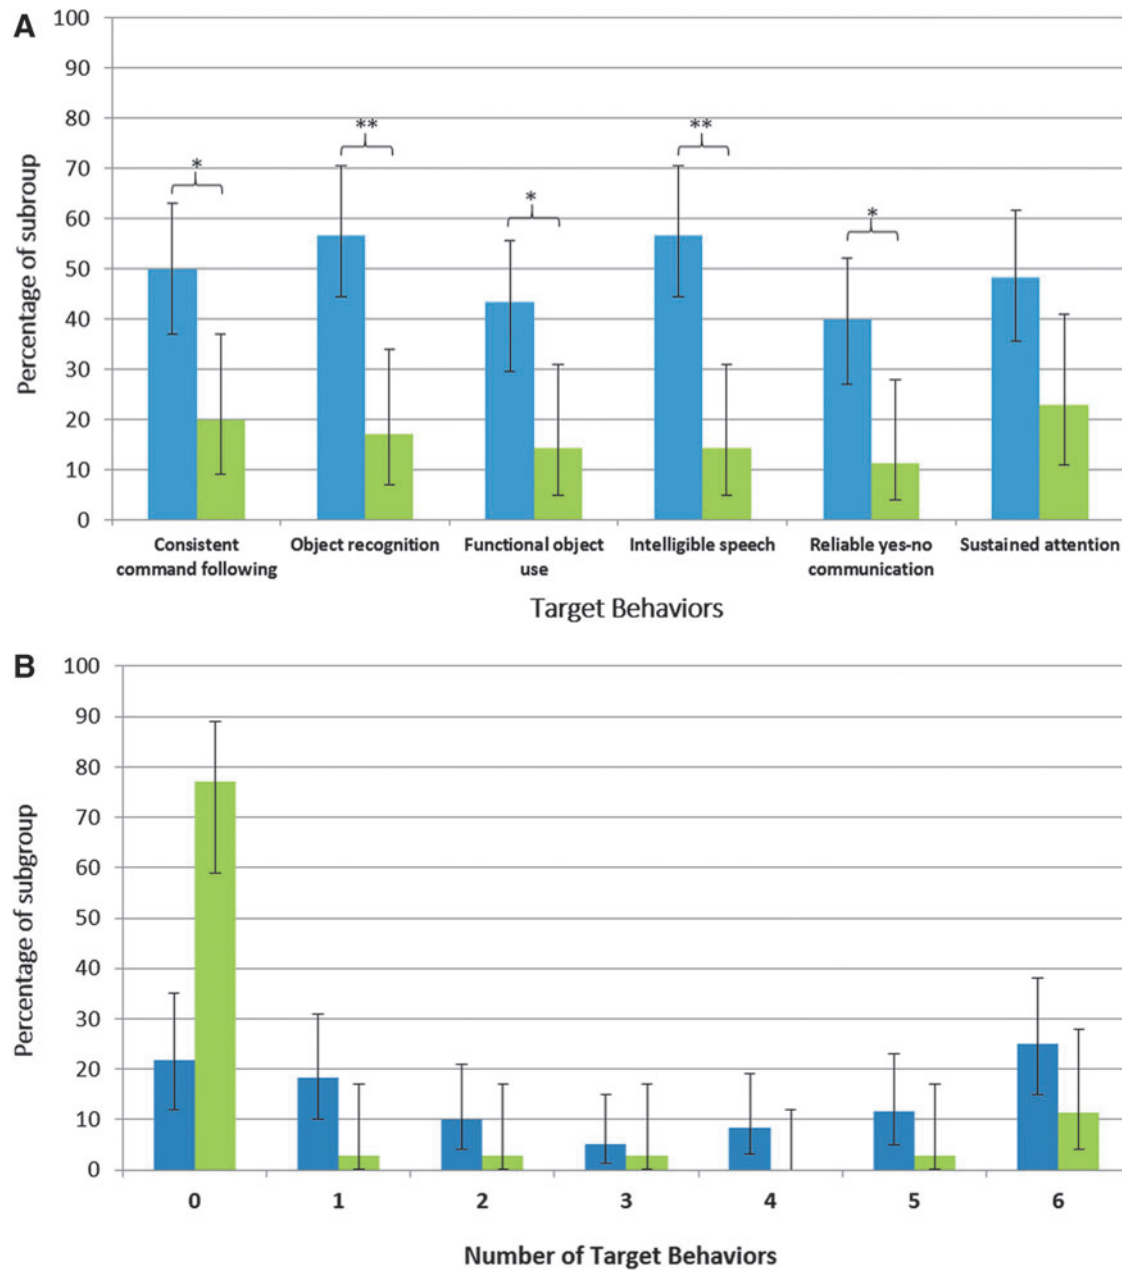 A
100
90
80
70
60
50
40
30
20
10
0
Percentage of subroup
*
**
*
**
*
Consistent
command following
Object recognition
Functional object
use
Intelligible speech
Reliable yes-no
communication
Sustained attention
Target Behaviors
B
100
90
80
70
60
50
40
30
20
10
0
Percentage of subgroup
0 1 2 3 4 5 6
Number of Target Behaviors